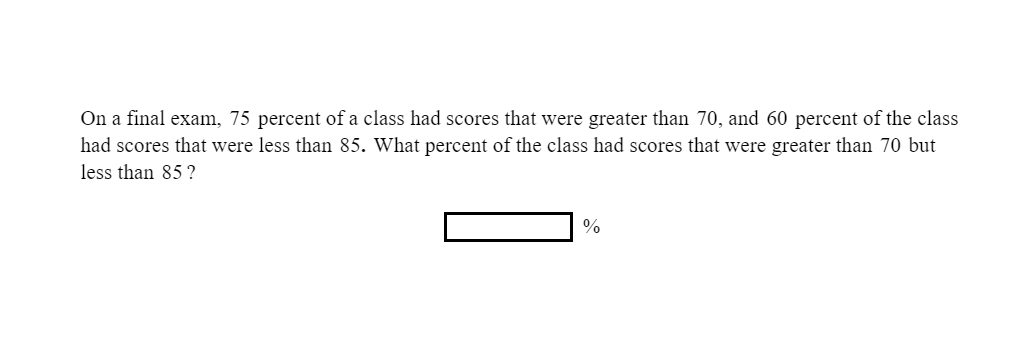 On a final exam, 75 percent of a class had scores that were greater than 70, and 60 percent of the class
had scores that were less than 85. What percent of the class had scores that were greater than 70 but
less than 85 ?
%